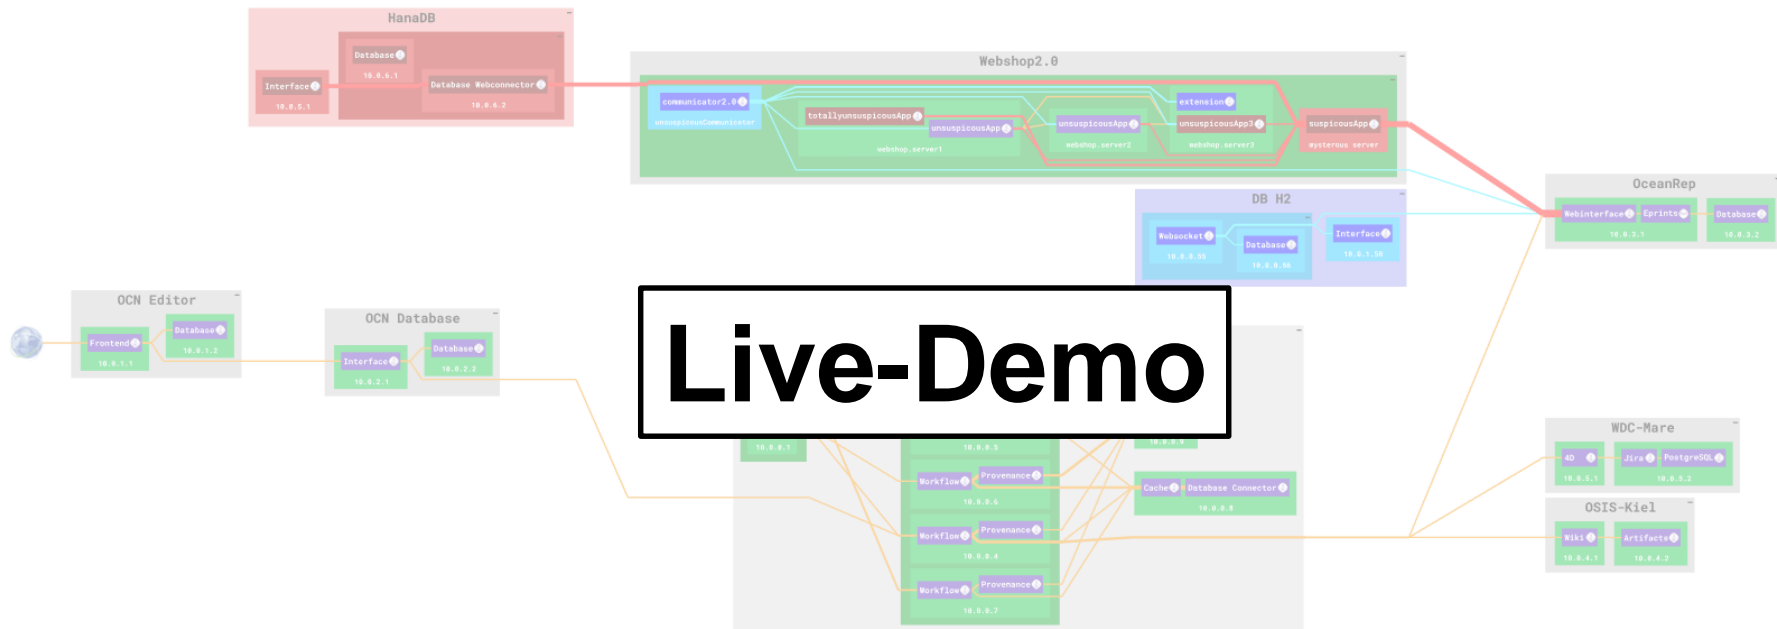 HanaDB
Database
10.0.6.1
Interface
10.0.5.1
Database Webconnector
10.0.6.2
Webshop2.0
communicator2.0
unsuspicousCommunicator
totallyunsuspicousApp
unsuspicousApp
webshop.server1
unsuspicousApp
webshop.server2
extension
unsuspicousApp3
webshop.server3
suspicousApp
mysterous server
DB H2
Websocket
Database
Interface
OceanRep
Webinterface
Eprints
10.0.3.1
Database
10.0.3.2
OCN Editor
Frontend
10.0.1.1
Database
10.0.1.2
OCN Database
Interface
10.0.2.1
Database
Live-Demo
10.0.0.1
10.0.0.5
Workflow
Provenance
10.0.0.6
Workflow
Provenance
10.0.0.4
Workflow
Provenance
10.0.0.7
Cache
Database Connector
10.0.0.8
WDC-Mare
4D
10.0.5.1
Jira
PostgreSQL
10.0.5.2
OSIS-Kiel
Wiki
10.0.4.1
Artifacts
10.0.4.2